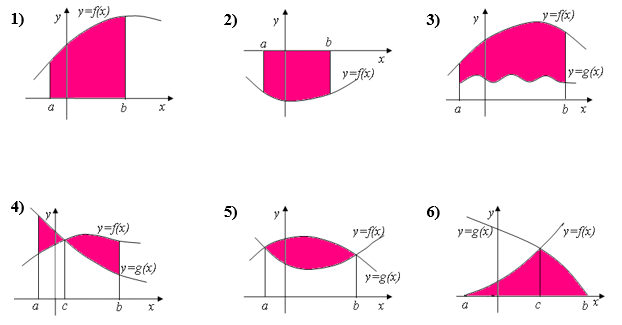 1)
y
y=f(x)
a
b
x
2)
y
a
b
x
y=f(x)
3)
y
y=f(x)
y=g(x)
a
b
x
4)
y
y=f(x)
y=g(x)
a
c
b
x
5)
y
y=f(x)
y=g(x)
a
b
x
6)
y
y=g(x)
y=f(x)
a
c
b
x